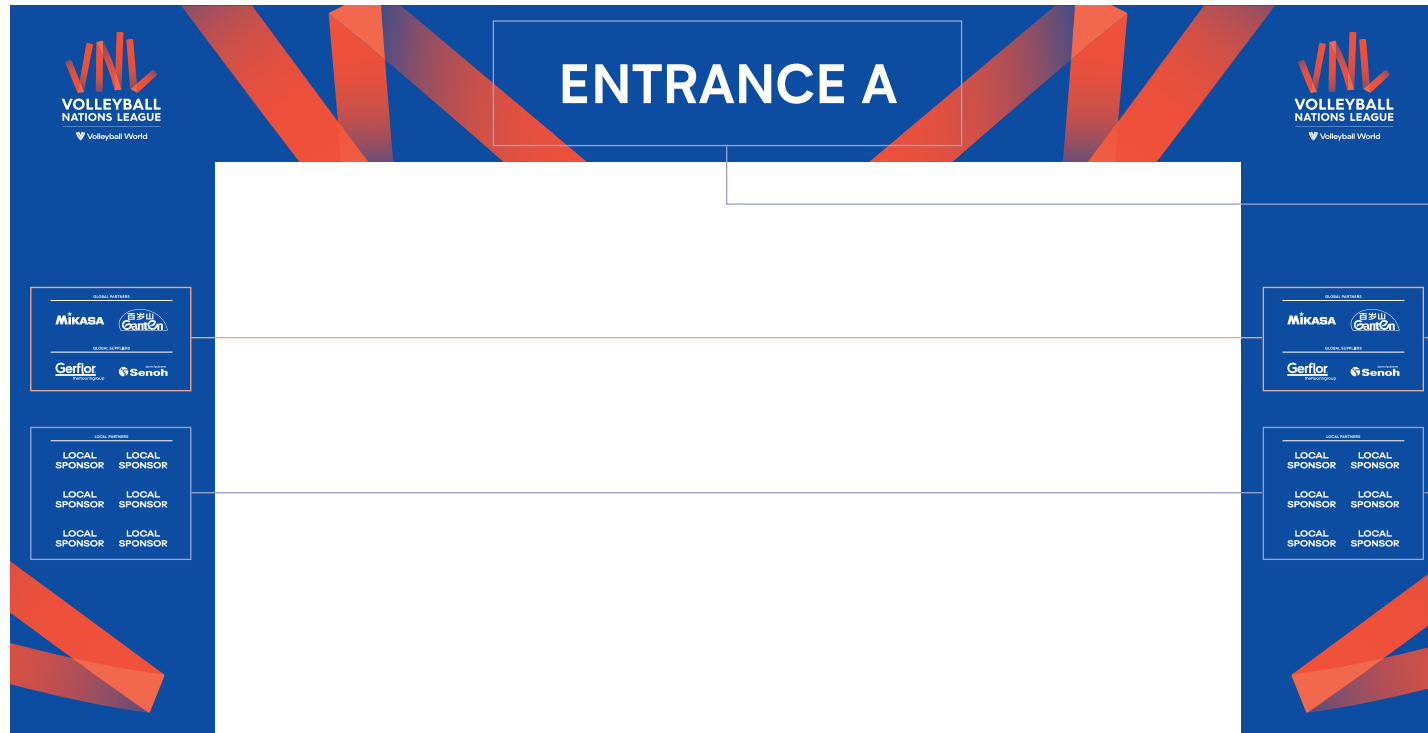 VNL
VOLLEYBALL
NATIONS LEAGUE
Volleyball World
ENTRANCE A
VNL
VOLLEYBALL
NATIONS LEAGUE
Volleyball World
GLOBAL PARTNERS
MIKASA
百岁山
Ganten
GLOBAL SUPPLIERS
Gerflor
theflooringgroup
Senoh
LOCAL PARTNERS
LOCAL LOCAL
SPONSOR SPONSOR
LOCAL LOCAL
SPONSOR SPONSOR
LOCAL LOCAL
SPONSOR SPONSOR
GLOBAL PARTNERS
MIKASA
百岁山
Ganten
GLOBAL SUPPLIERS
Gerflor
theflooringgroup
Senoh
LOCAL PARTNERS
LOCAL LOCAL
SPONSOR SPONSOR
LOCAL LOCAL
SPONSOR SPONSOR
LOCAL LOCAL
SPONSOR SPONSOR